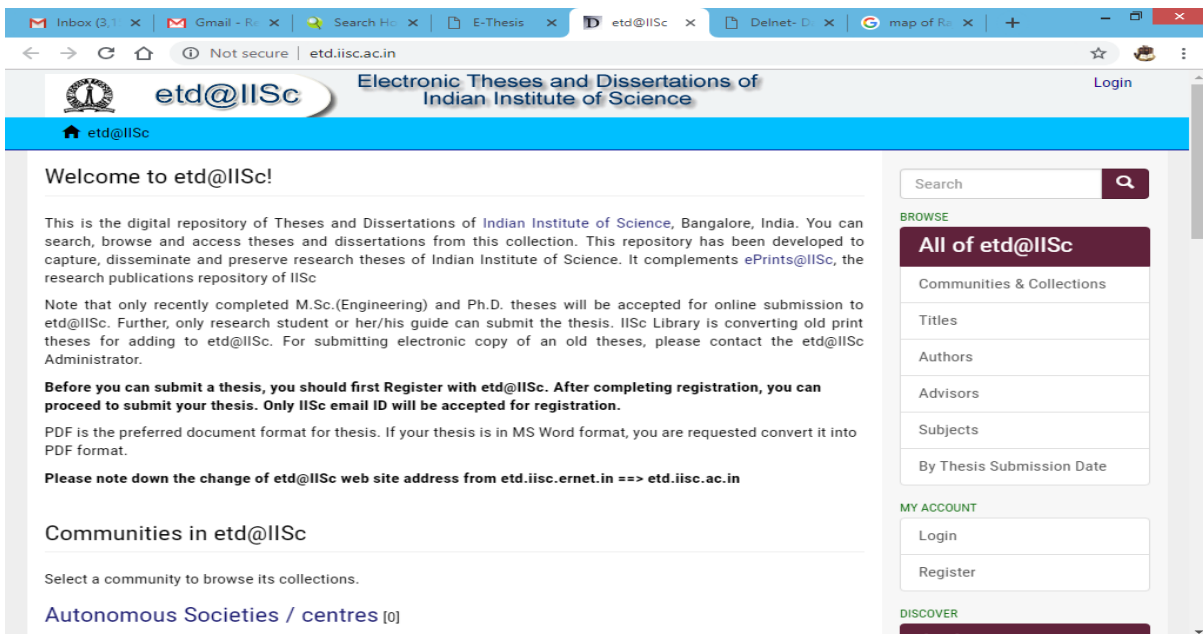 Inbox (3,1
Gmail - Re
Search Ho
E-Thesis
etd@IISc
Delnet- D
map of Ra
Not secure | etd.iisc.ac.in
etd@IISc
Electronic Theses and Dissertations of
Indian Institute of Science
Login
etd@IISc
Welcome to etd@IISc!
This is the digital repository of Theses and Dissertations of Indian Institute of Science, Bangalore, India. You can
search, browse and access theses and dissertations from this collection. This repository has been developed to
capture, disseminate and preserve research theses of Indian Institute of Science. It complements ePrints@IISc, the
research publications repository of IISc
Note that only recently completed M.Sc.(Engineering) and Ph.D. theses will be accepted for online submission to
etd@IISc. Further, only research student or her/his guide can submit the thesis. IISc Library is converting old print
theses for adding to etd@IISc. For submitting electronic copy of an old theses, please contact the etd@IISc
Administrator.
Before you can submit a thesis, you should first Register with etd@IISc. After completing registration, you can
proceed to submit your thesis. Only IISc email ID will be accepted for registration.
PDF is the preferred document format for thesis. If your thesis is in MS Word format, you are requested convert it into
PDF format.
Please note down the change of etd@IISc web site address from etd.iisc.ernet.in ==> etd.iisc.ac.in
Communities in etd@IISc
Select a community to browse its collections.
Autonomous Societies / centres [0]
Search
BROWSE
All of etd@IISc
Communities & Collections
Titles
Authors
Advisors
Subjects
By Thesis Submission Date
MY ACCOUNT
Login
Register
DISCOVER